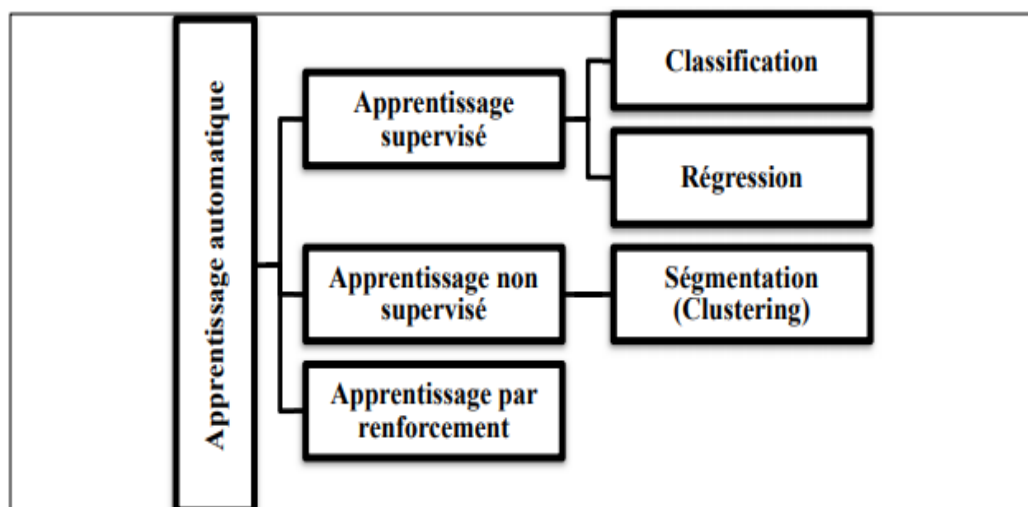 Apprentissage automatique
Apprentissage
supervisé
Classification
Régression
Apprentissage non
supervisé
Ségmentation
(Clustering)
Apprentissage par
renforcement